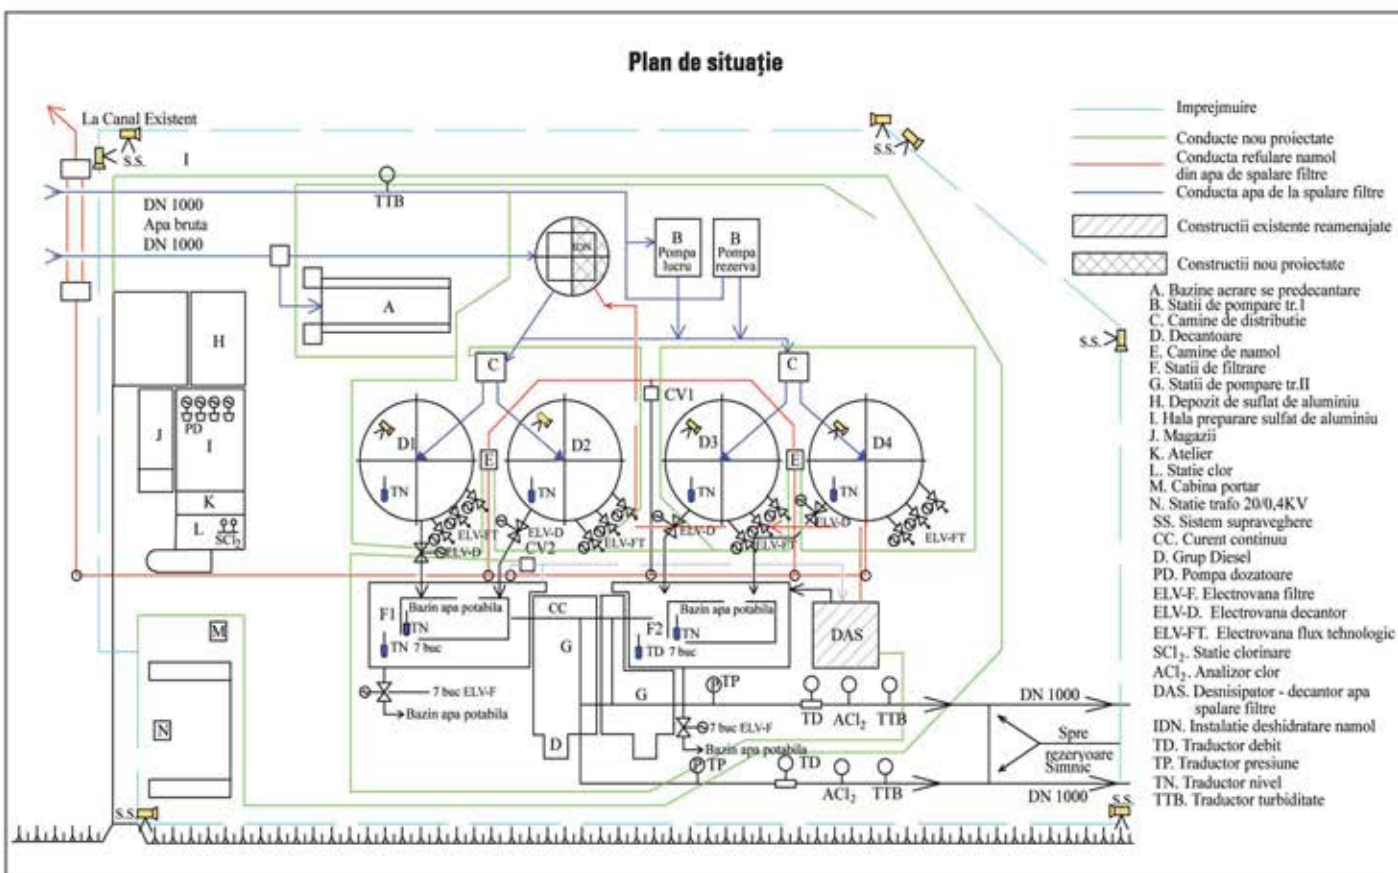 Plan de situație
La Canal Existent
S.S.
I
DN 1000
Apa bruta
DN 1000
TTB
A
IDN
B
Pompa
lucru
B
Pompa
rezerva
S.S.
S.S.
H
PD
J
I
K
L
SCl2
C
C
CV1
D1
D2
D3
D4
E
E
TN
TN
TN
TN
ELV-FT
ELV-D
ELV-D
ELV-FT
CV2
ELV-FT
ELV-D
ELV-FT
F1
Bazin apa potabila
TN
TN
7 buc
CC
G
D
F2
Bazin apa potabila
TN
TD
7 buc
G
DAS
7 buc ELV-F
Bazin apa potabila
7 buc ELV-F
Bazin apa potabila
M
N
TP
TD
ACl2
TTB
DN 1000
Spre
rezervoare
Simnic
TP
TD
ACl2
TTB
DN 1000
S.S.
S.S.
Imprejmuire
Conducte nou proiectate
Conducta refulare namol
din apa de spalare filtre
Conducta apa de la spalare filtre
Constructii existente reamenajate
Constructii nou proiectate
A. Bazine aerare se predecantare
B. Statii de pompare tr.I
C. Camine de distributie
D. Decantoare
E. Camine de namol
F. Statii de filtrare
G. Statii de pompare tr.II
H. Depozit de suflat de aluminiu
I. Hala preparare sulfat de aluminiu
J. Magazii
K. Atelier
L. Statie clor
M. Cabina portar
N. Statie trafo 20/0,4KV
SS. Sistem supraveghere
CC. Curent continuu
D. Grup Diesel
PD. Pompa dozatoare
ELV-F. Electrovana filtre
ELV-D. Electrovana decantor
ELV-FT. Electrovana flux tehnologic
SCl2. Statie clorinare
ACl2. Analizor clor
DAS. Desnisipator - decantor apa
spalare filtre
IDN. Instalatie deshidratare namol
TD. Traductor debit
TP. Traductor presiune
TN. Traductor nivel
TTB. Traductor turbiditate